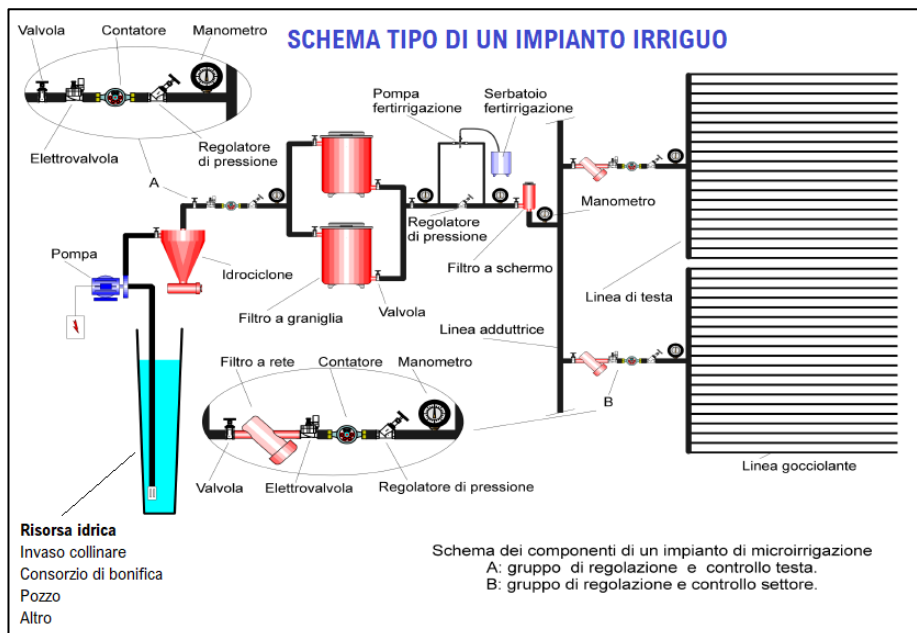 SCHEMA TIPO DI UN IMPIANTO IRRIGUO
Valvola
Contatore
Manometro
Elettrovalvola
Regolatore
di pressione
A
Pompa
fertirrigazione
Serbatoio
fertirrigazione
Pompa
Idrociclone
Filtro a graniglia
Valvola
Regolatore
di pressione
Filtro a schermo
Manometro
Linea di testa
Linea adduttrice
Filtro a rete
Contatore
Manometro
B
Valvola
Elettrovalvola
Regolatore di pressione
Linea gocciolante
Risorsa idrica
Invaso collinare
Consorzio di bonifica
Pozzo
Altro
Schema dei componenti di un impianto di microirrigazione
A: gruppo di regolazione e controllo testa.
B: gruppo di regolazione e controllo settore.